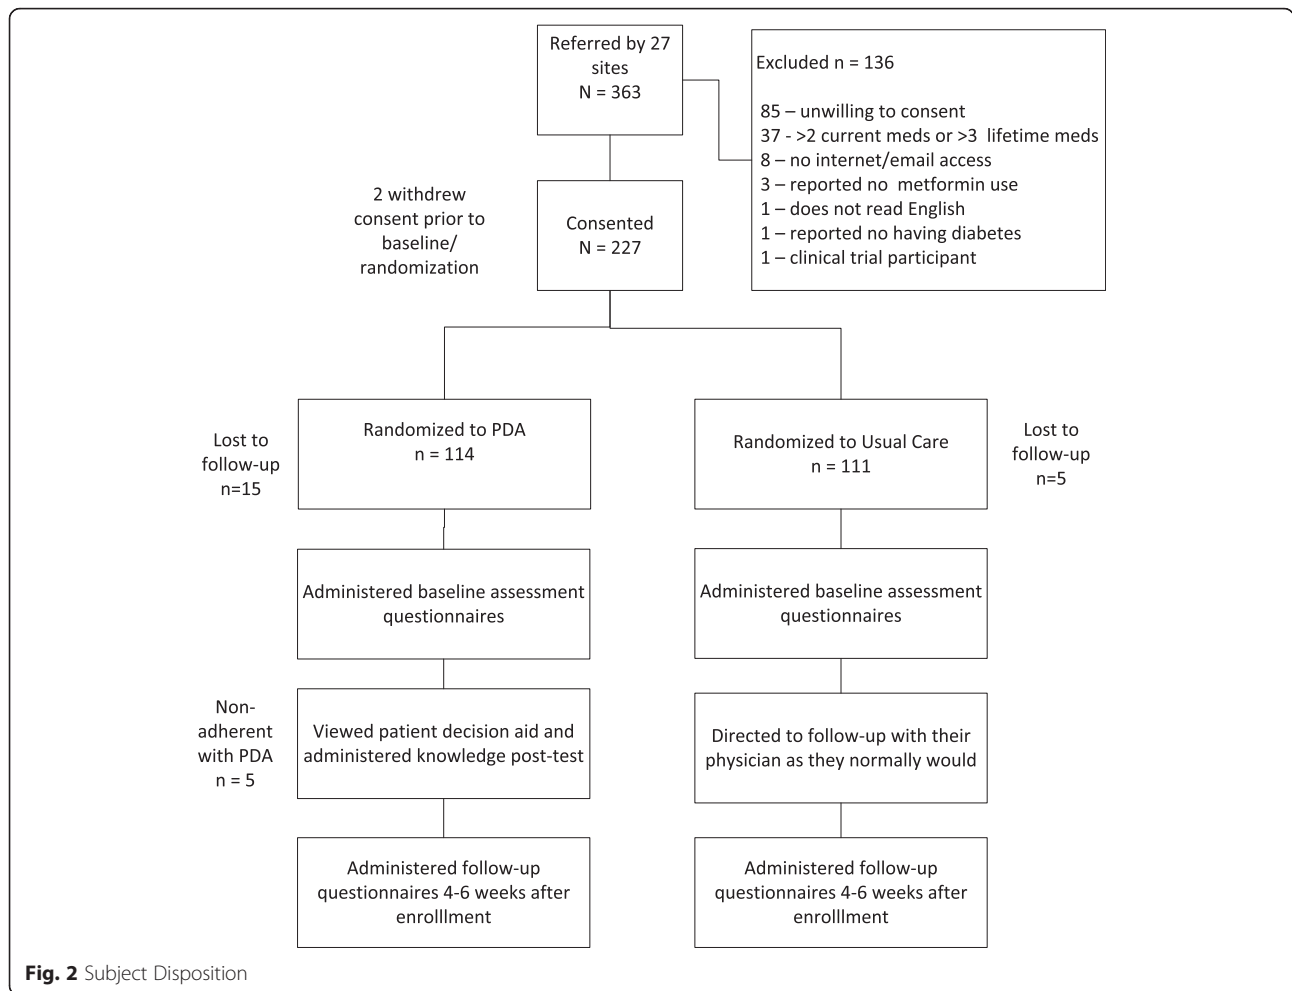 Referred by 27
sites
N = 363
Excluded n = 136
85 – unwilling to consent
37 - >2 current meds or >3  lifetime meds
8 – no internet/email access
3 – reported no  metformin use
1 – does not read English
1 – reported no having diabetes
1 – clinical trial participant
2 withdrew
consent prior to
baseline/
randomization
Consented
N = 227
Lost to
follow-up
n=15
Randomized to PDA
n = 114
Randomized to Usual Care
n = 111
Lost to
follow-up
n=5
Administered baseline assessment
questionnaires
Administered baseline assessment
questionnaires
Non-
adherent
with PDA
n = 5
Viewed patient decision aid and
administered knowledge post-test
Directed to follow-up with their
physician as they normally would
Administered follow-up
questionnaires 4-6 weeks after
enrolllment
Administered follow-up
questionnaires 4-6 weeks after
enrolllment
Fig. 2 Subject Disposition